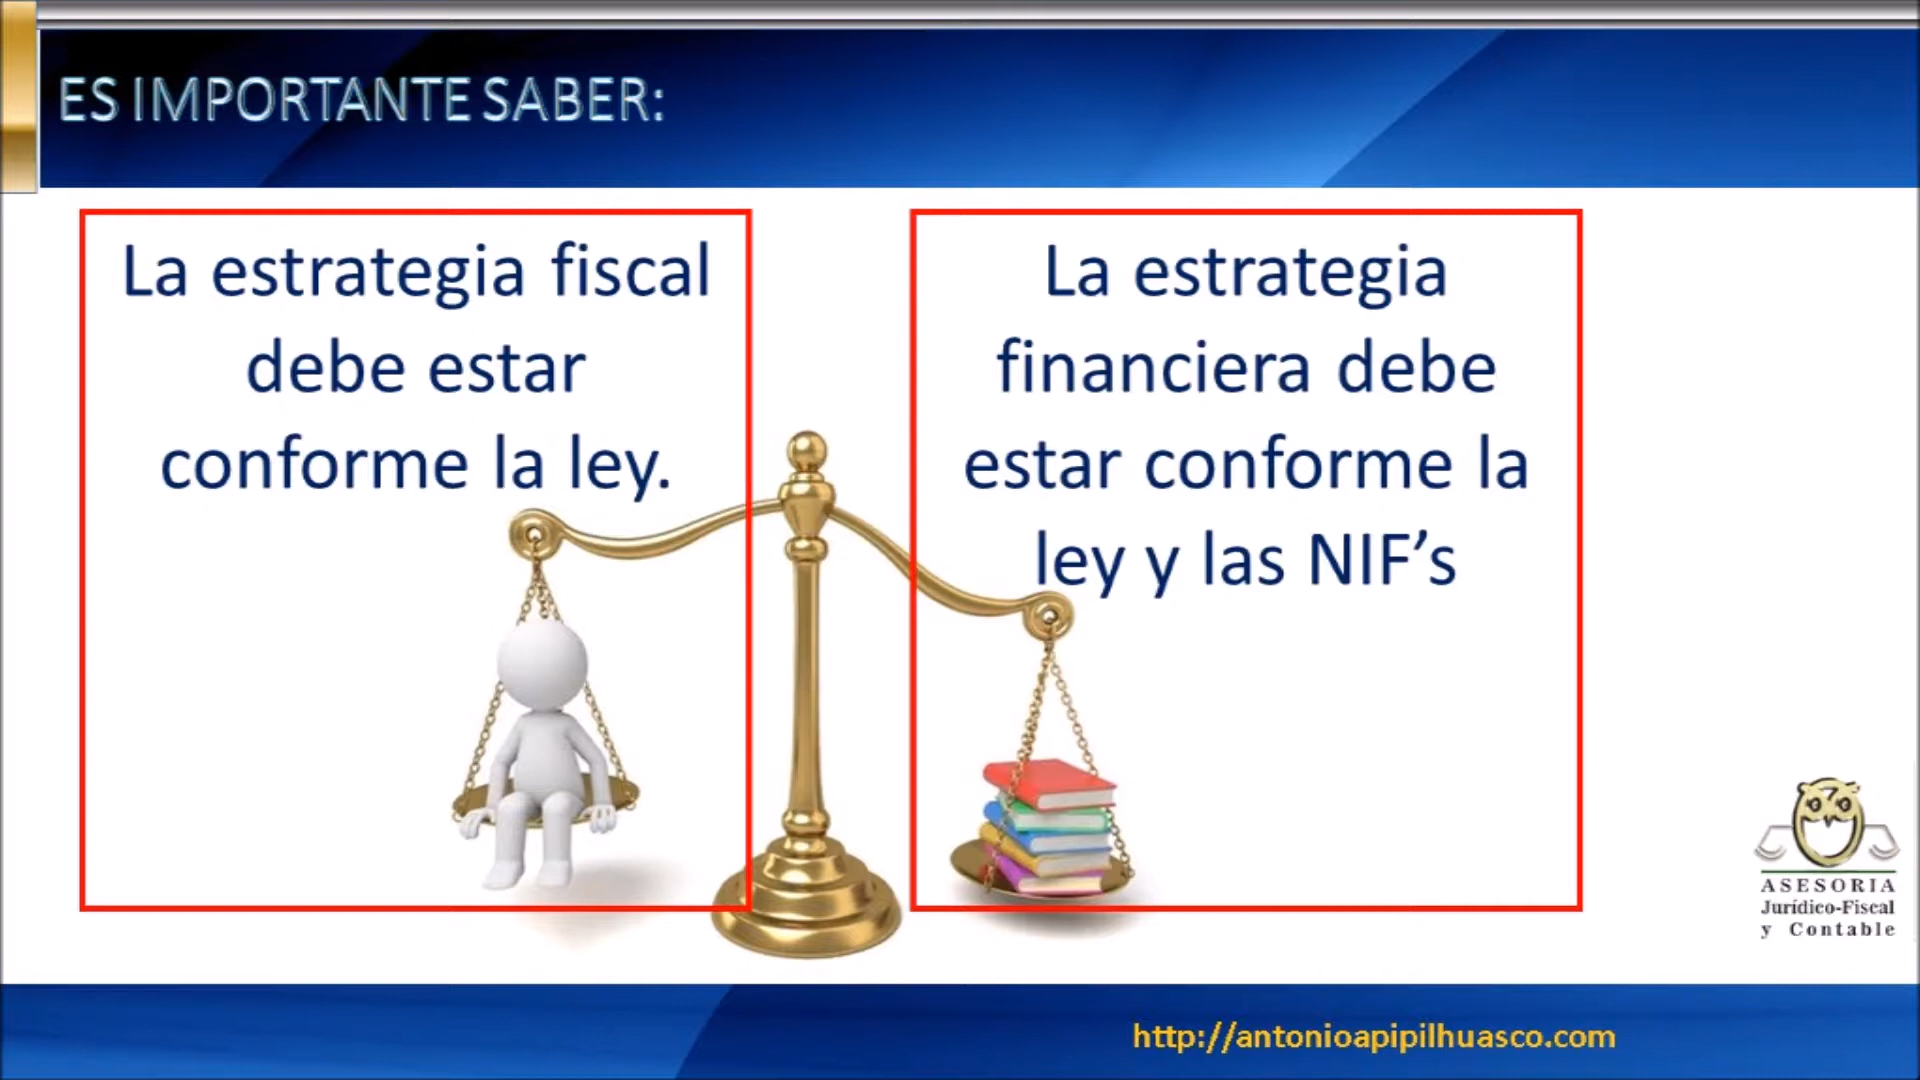 ES IMPORTANTE SABER:
La estrategia fiscal
debe estar
conforme la ley.
La estrategia
financiera debe
estar conforme la
ley y las NIF’s
ASESORIA
Jurídico-Fiscal
y Contable
http://antonioapipilhuasco.com